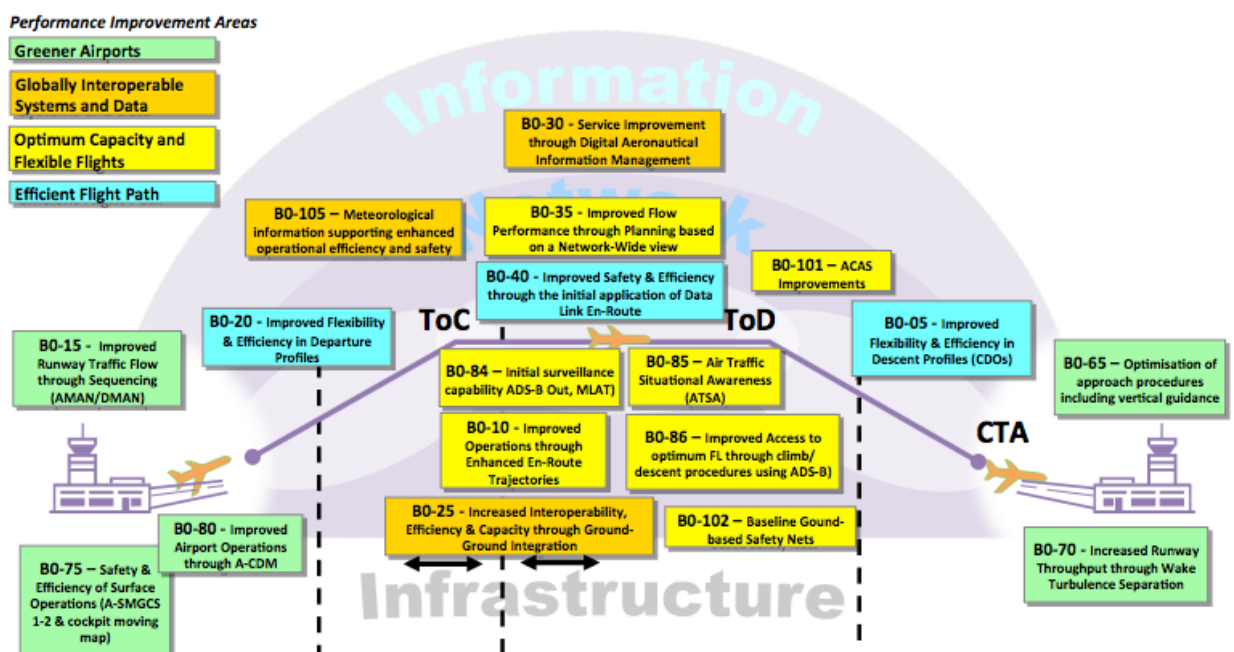 Performance Improvement Areas
Greener Airports
Globally Interoperable
Systems and Data
Optimum Capacity and
Flexible Flights
Efficient Flight Path
Information
Network
B0-30 - Service Improvement
through Digital Aeronautical
Information Management
B0-105 – Meteorological
information supporting enhanced
operational efficiency and safety
B0-35 - Improved Flow
Performance through Planning based
on a Network-Wide view
B0-40 - Improved Safety & Efficiency
through the initial application of Data
Link En-Route
B0-101 – ACAS
Improvements
B0-20 - Improved Flexibility
& Efficiency in Departure
Profiles
ToC
ToD
B0-05 - Improved
Flexibility & Efficiency in
Descent Profiles (CDOs)
B0-15 - Improved
Runway Traffic Flow
through Sequencing
(AMAN/DMAN)
B0-84 – Initial surveillance
capability ADS-B Out, MLAT)
B0-85 – Air Traffic
Situational Awareness
(ATSA)
B0-65 – Optimisation of
approach procedures
including vertical guidance
B0-10 - Improved
Operations through
Enhanced En-Route
Trajectories
B0-86 - Improved Access to
optimum FL through climb/
descent procedures using ADS-B)
CTA
B0-25 - Increased Interoperability,
Efficiency & Capacity through Ground-
Ground Integration
B0-102 – Baseline Gound-
based Safety Nets
B0-80 - Improved
Airport Operations
through A-CDM
B0-75 – Safety &
Efficiency of Surface
Operations (A-SMGCS
1-2 & cockpit moving
map)
B0-70 - Increased Runway
Throughput through Wake
Turbulence Separation
Infrastructure